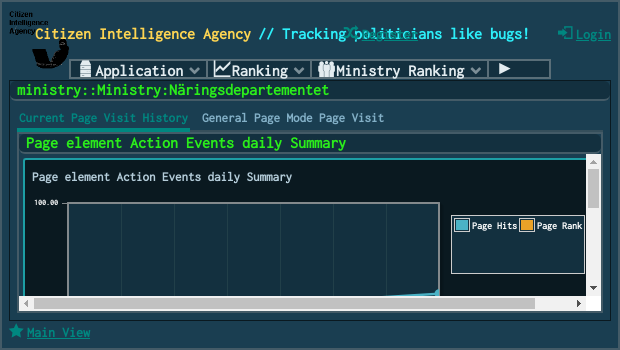 Citizen
Intelligence
Agency
Citizen Intelligence Agency // Tracking politicians like bugs!
Register
Login
Application
Ranking
Ministry Ranking
ministry::Ministry:Näringsdepartementet
Current Page Visit History
General Page Mode Page Visit
Page element Action Events daily Summary
Page element Action Events daily Summary
100.00
Page Hits
Page Rank
Main View